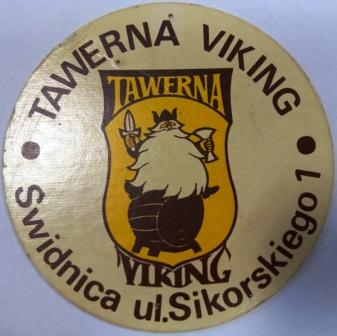 TAWERNA VIKING
TAWERNA
VIKING
• Swidnica ul.Sikorskiego 1 •